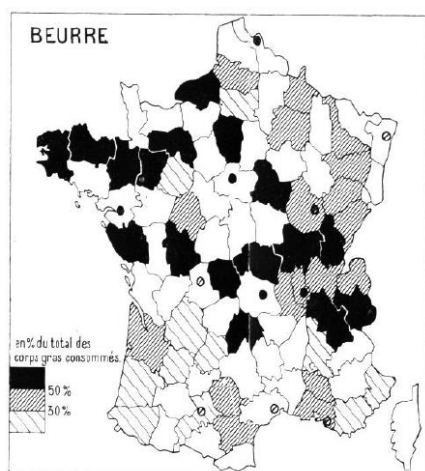 BEURRE
en % du total des
corps gras consommés.
50%
30%